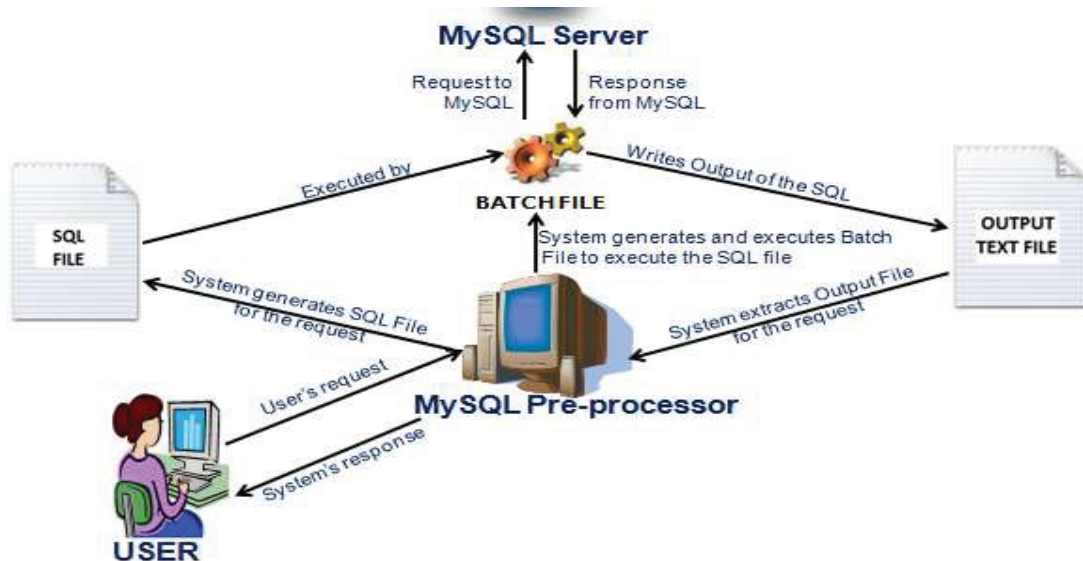 MySQL Server
Request to
MySQL
Response
from MySQL
Executed by
Writes Output of the SQL
BATCH FILE
SQL
FILE
OUTPUT
TEXT FILE
System generates and executes Batch
File to execute the SQL file
System generates SQL File
for the request
System extracts Output File
for the request
User's request
MySQL Pre-processor
System's response
USER